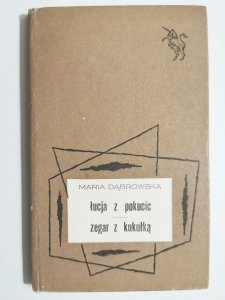 MARIA DĄBROWSKA
łucja z pokucic
zegar z kukułką